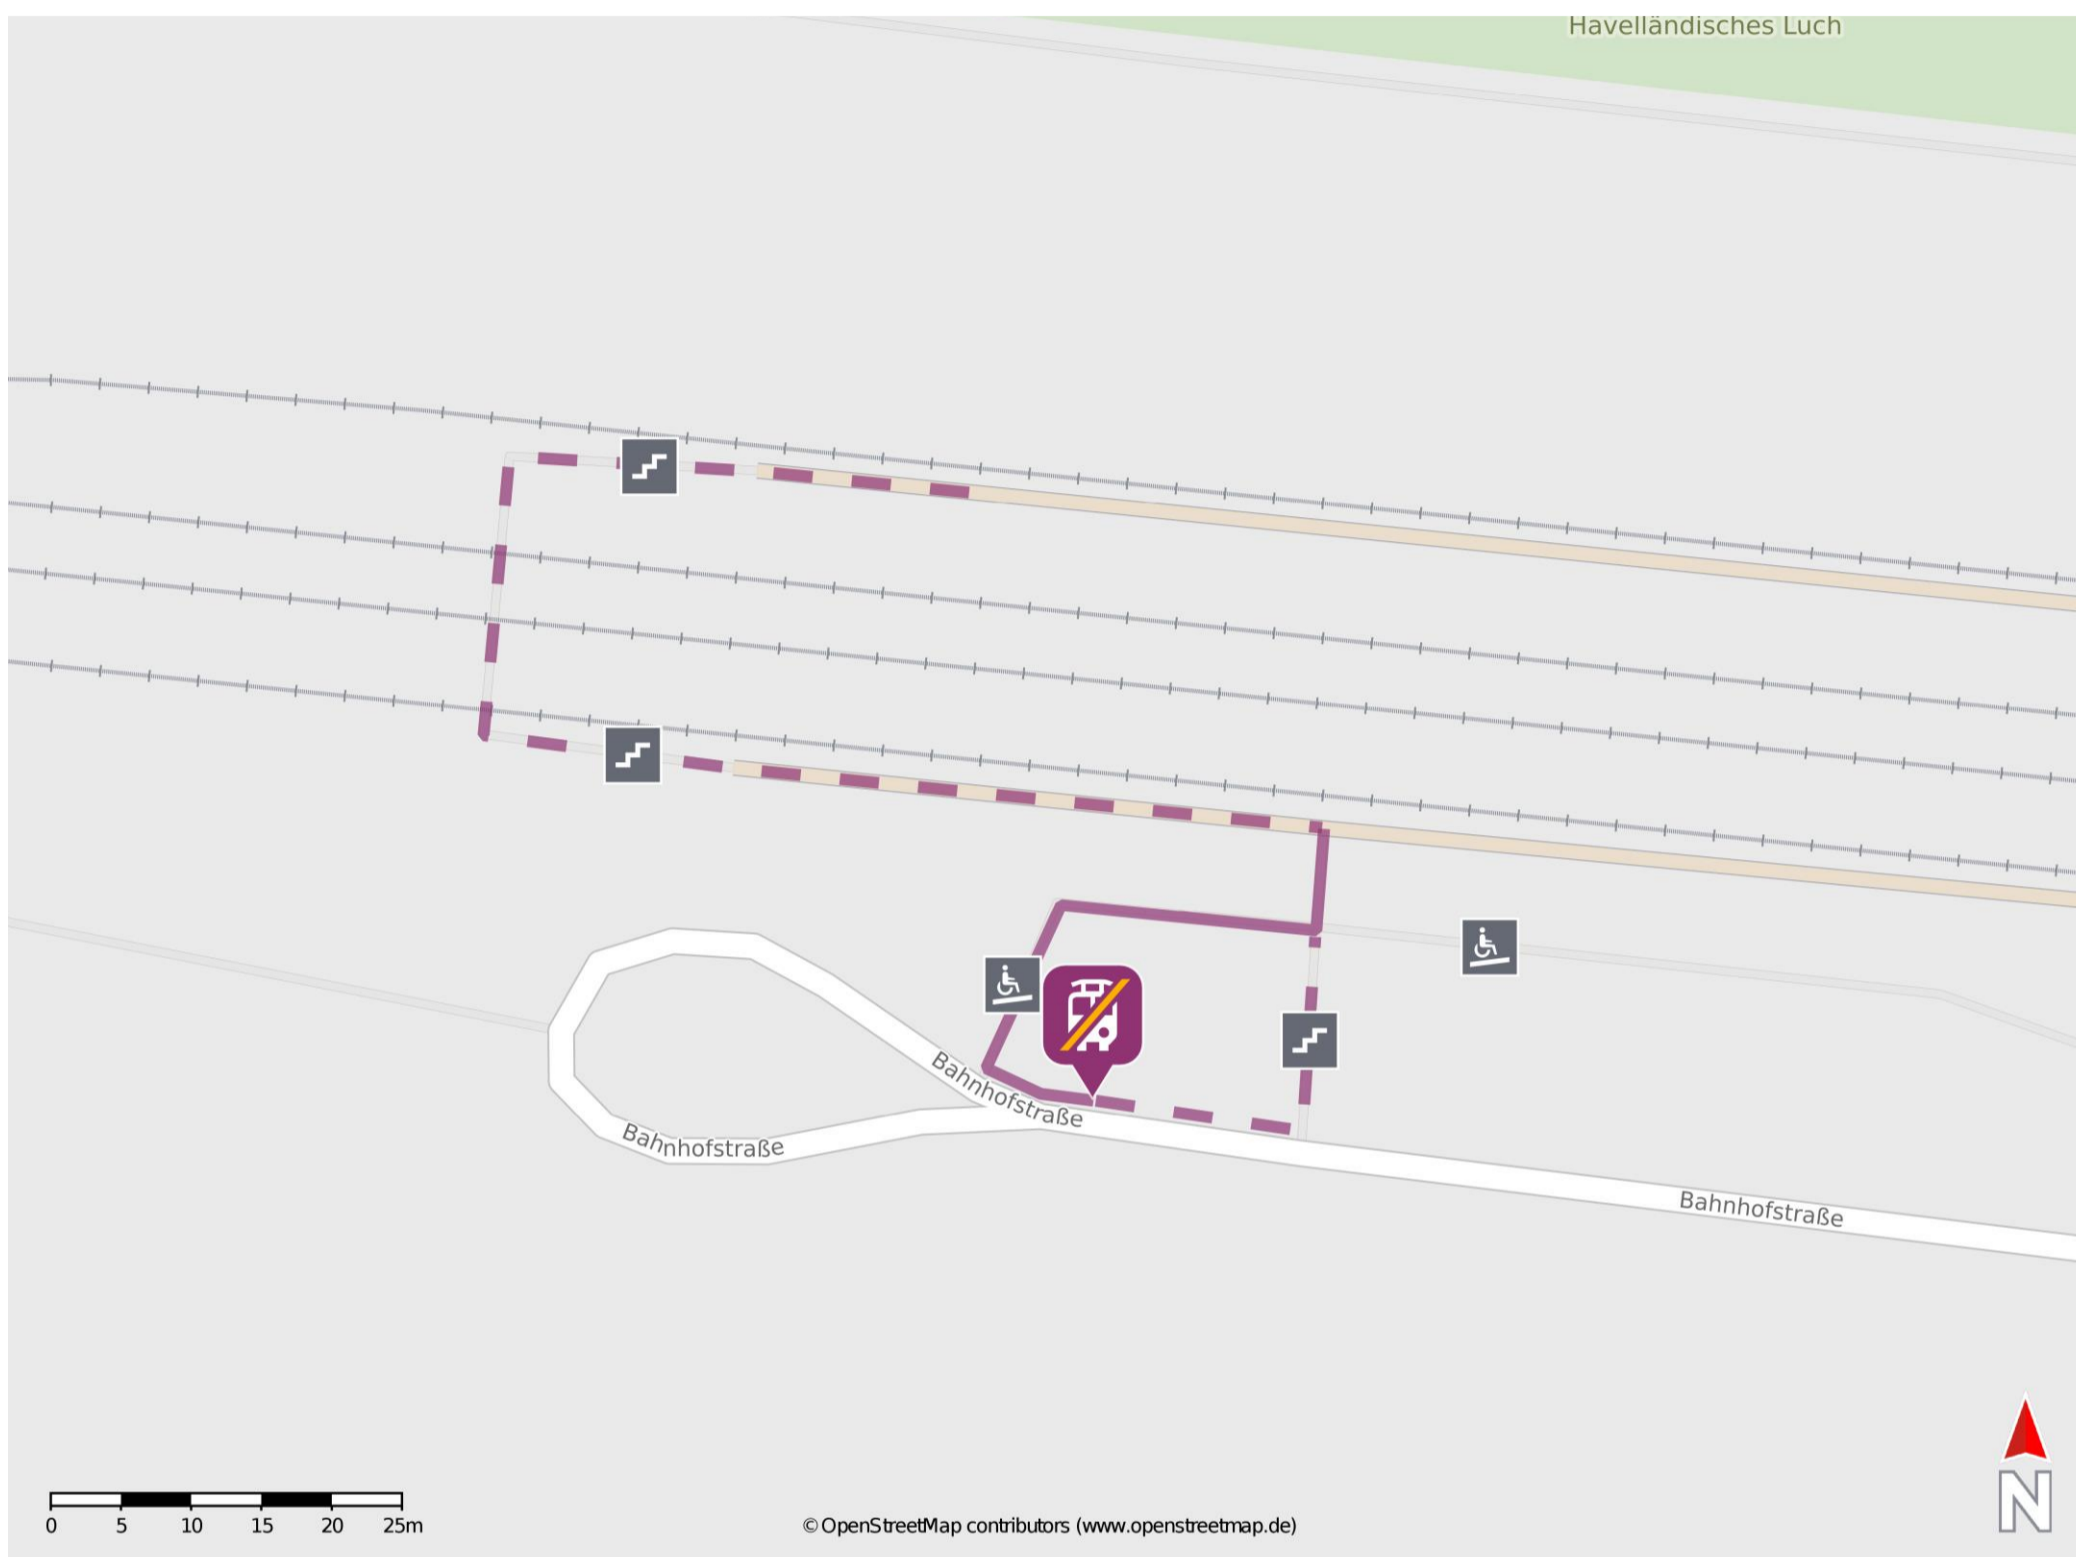 Havelländisches Luch
Bahnhofstraße
Bahnhofstraße
Bahnhofstraße
0 5 10 15 20 25m
© OpenStreetMap contributors (www.openstreetmap.de)
N